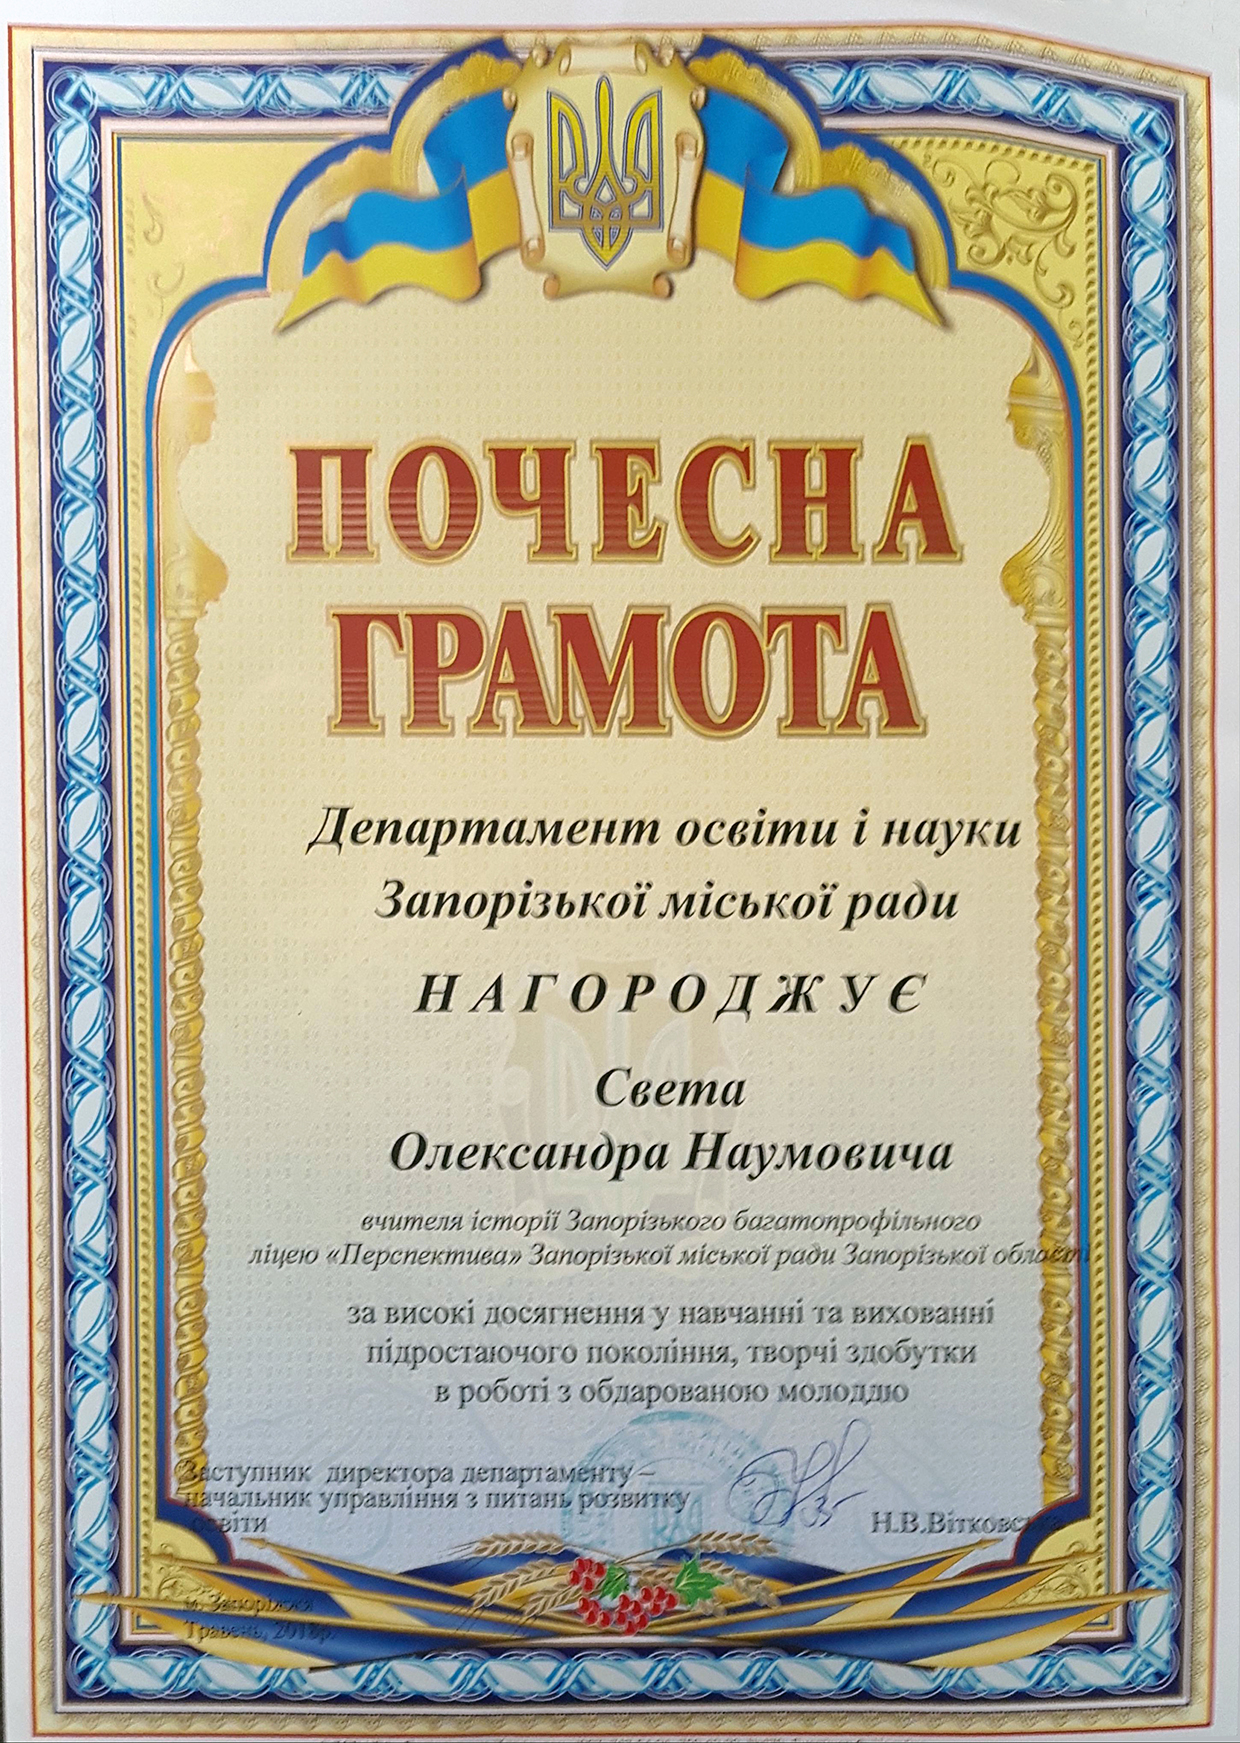 ПОЧЕСНА
ГРАМОТА
Департамент освіти і науки
Запорізької міської ради
НАГОРОДЖУЄ
Света
Олександра Наумовича
вчителя історії Запорізького багатопрофільного
ліцею «Перспектива» Запорізької міської ради Запорізької області
за високі досягнення у навчанні та вихованні
підростаючого покоління, творчі здобутки
в роботі з обдарованою молоддю
Заступник директора департаменту –
начальник управління з питань розвитку
освіти
Н.В.Вітковська
м. Запоріжжя
Травень, 2018р.